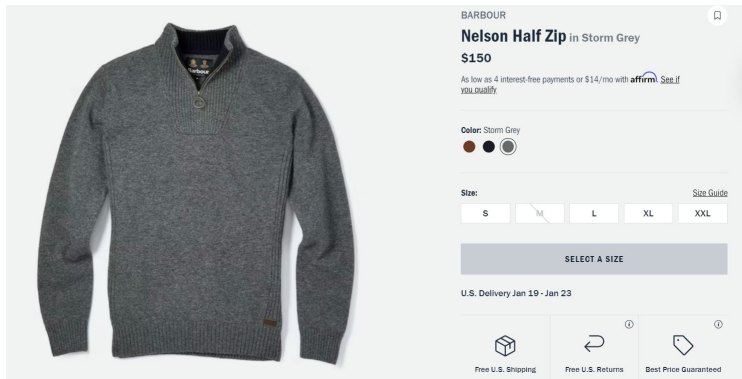 BARBOUR
Nelson Half Zip in Storm Grey
$150
As low as 4 interest-free payments or $14/mo with affirm. See if
you qualify
Color: Storm Grey
Size:
Size Guide
S
M
L
XL
XXL
SELECT A SIZE
U.S. Delivery Jan 19 - Jan 23
Free U.S. Shipping
Free U.S. Returns
Best Price Guaranteed
Barbour